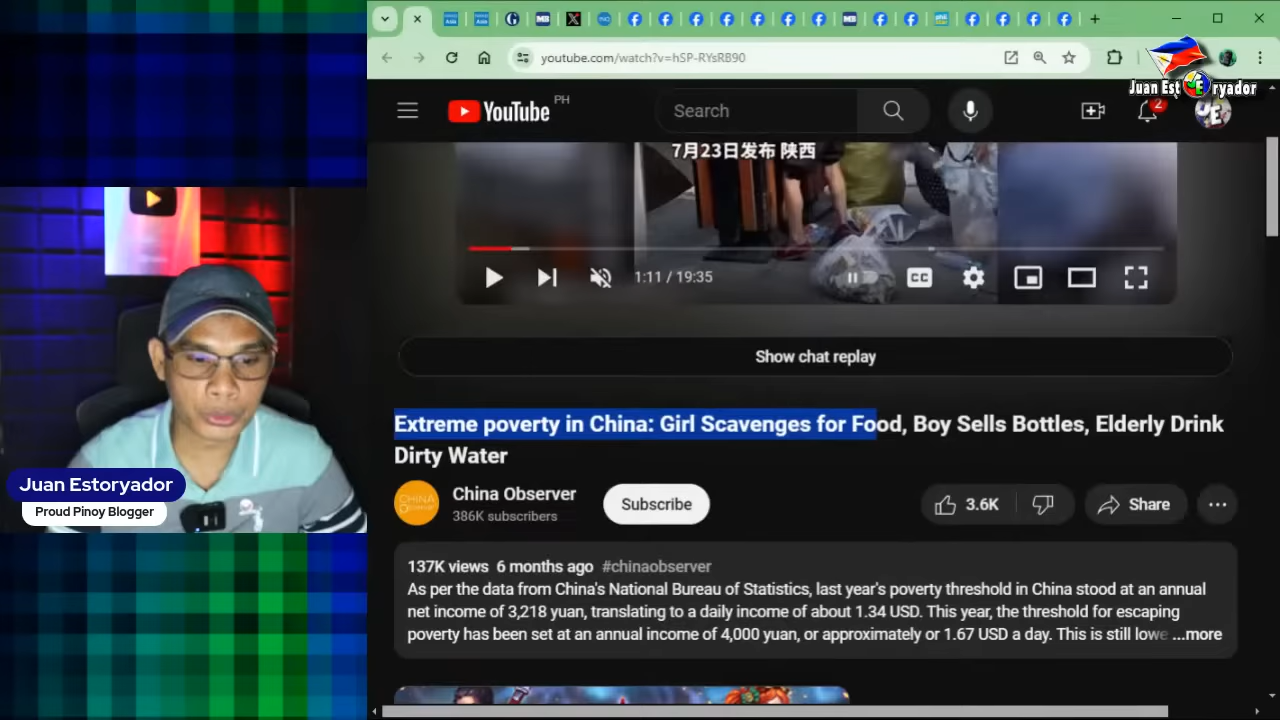 youtube.com/watch?v=hSP-RYsRB90
Juan Est ryador
YouTube PH
Search
2
7月23日发布 陕西
1:11 / 19:35
CC
Show chat replay
Extreme poverty in China: Girl Scavenges for Food, Boy Sells Bottles, Elderly Drink
Dirty Water
China Observer
386K subscribers
Subscribe
3.6K
Share
137K views 6 months ago #chinaobserver
As per the data from China's National Bureau of Statistics, last year's poverty threshold in China stood at an annual
net income of 3,218 yuan, translating to a daily income of about 1.34 USD. This year, the threshold for escaping
poverty has been set at an annual income of 4,000 yuan, or approximately or 1.67 USD a day. This is still lowe ...more
Juan Estoryador
Proud Pinoy Blogger